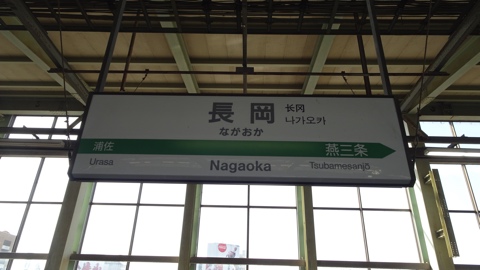 長岡 长冈
나가오카
ながおか
浦佐 燕三条
Urasa Nagaoka Tsubamesanjō